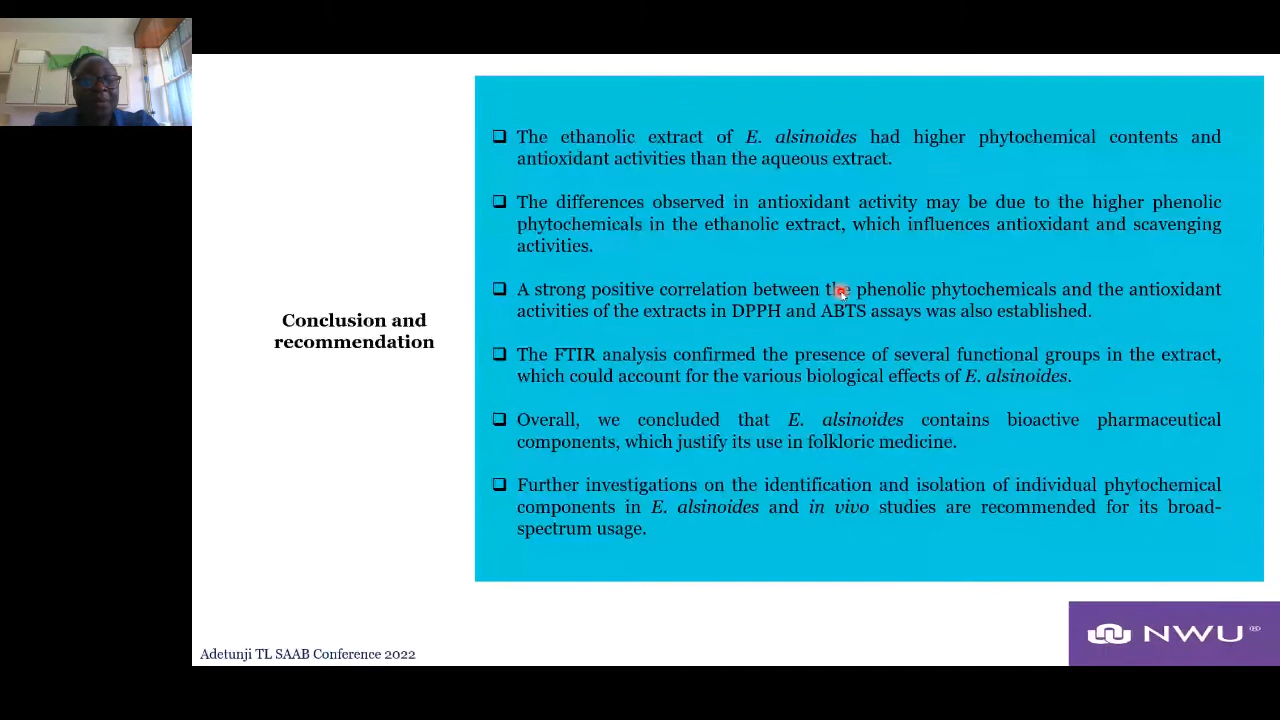 Conclusion and
recommendation
❑ The ethanolic extract of E. alsinoides had higher phytochemical contents and
antioxidant activities than the aqueous extract.
❑ The differences observed in antioxidant activity may be due to the higher phenolic
phytochemicals in the ethanolic extract, which influences antioxidant and scavenging
activities.
❑ A strong positive correlation between the phenolic phytochemicals and the antioxidant
activities of the extracts in DPPH and ABTS assays was also established.
❑ The FTIR analysis confirmed the presence of several functional groups in the extract,
which could account for the various biological effects of E. alsinoides.
❑ Overall, we concluded that E. alsinoides contains bioactive pharmaceutical
components, which justify its use in folkloric medicine.
❑ Further investigations on the identification and isolation of individual phytochemical
components in E. alsinoides and in vivo studies are recommended for its broad-
spectrum usage.
Adetunji TL SAAB Conference 2022
NWU®